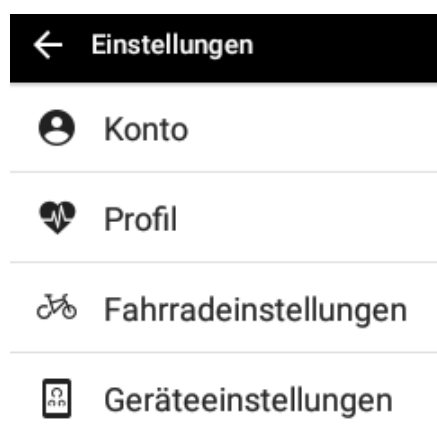 Einstellungen
Konto
Profil
Fahrradeinstellungen
Geräteeinstellungen